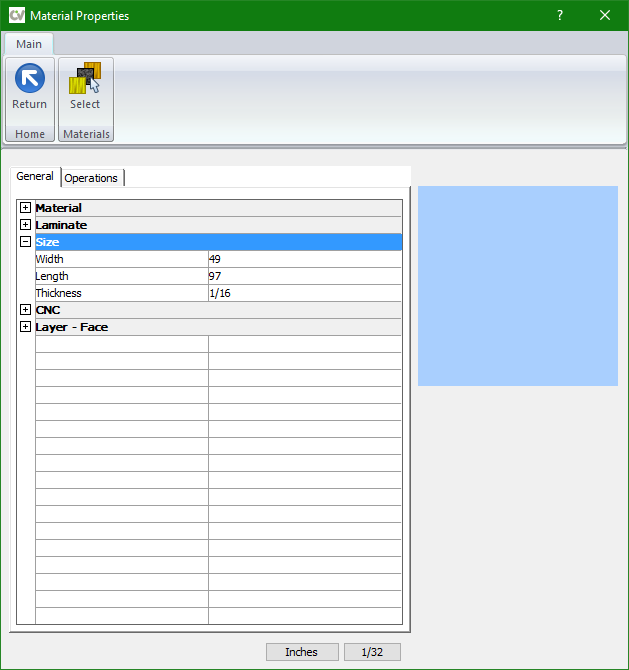 CV Material Properties ?
Main
Return Select
Home Materials
General Operations
Material
Laminate
Size
Width 49
Length 97
Thickness 1/16
CNC
Layer - Face
Inches 1/32